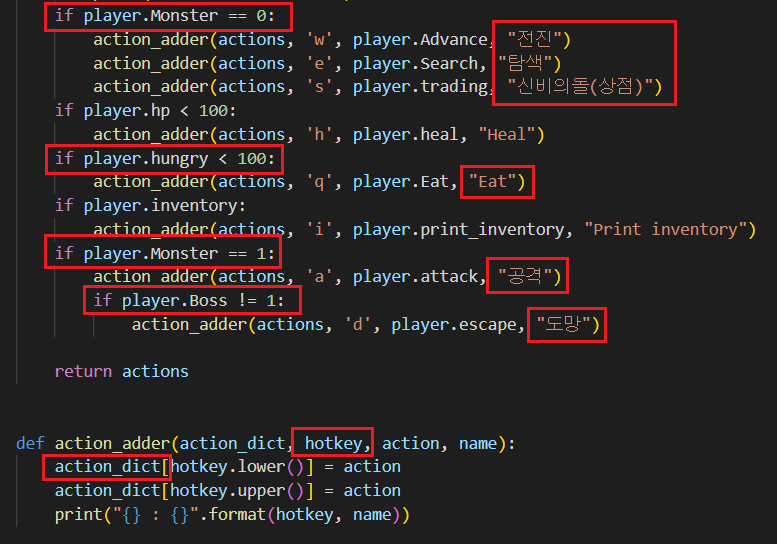 if player.Monster == 0:
action_adder(actions, 'w', player.Advance, "전진")
action_adder(actions, 'e', player.Search, "탐색")
action_adder(actions, 's', player.trading, "신비의돌(상점)")
if player.hp < 100:
action_adder(actions, 'h', player.heal, "Heal")
if player.hungry < 100:
action_adder(actions, 'q', player.Eat, "Eat")
if player.inventory:
action_adder(actions, 'i', player.print_inventory, "Print inventory")
if player.Monster == 1:
action_adder(actions, 'a', player.attack, "공격")
if player.Boss != 1:
action_adder(actions, 'd', player.escape, "도망")
return actions
def action_adder(action_dict, hotkey, action, name):
action_dict[hotkey.lower()] = action
action_dict[hotkey.upper()] = action
print("{} : {}".format(hotkey, name))